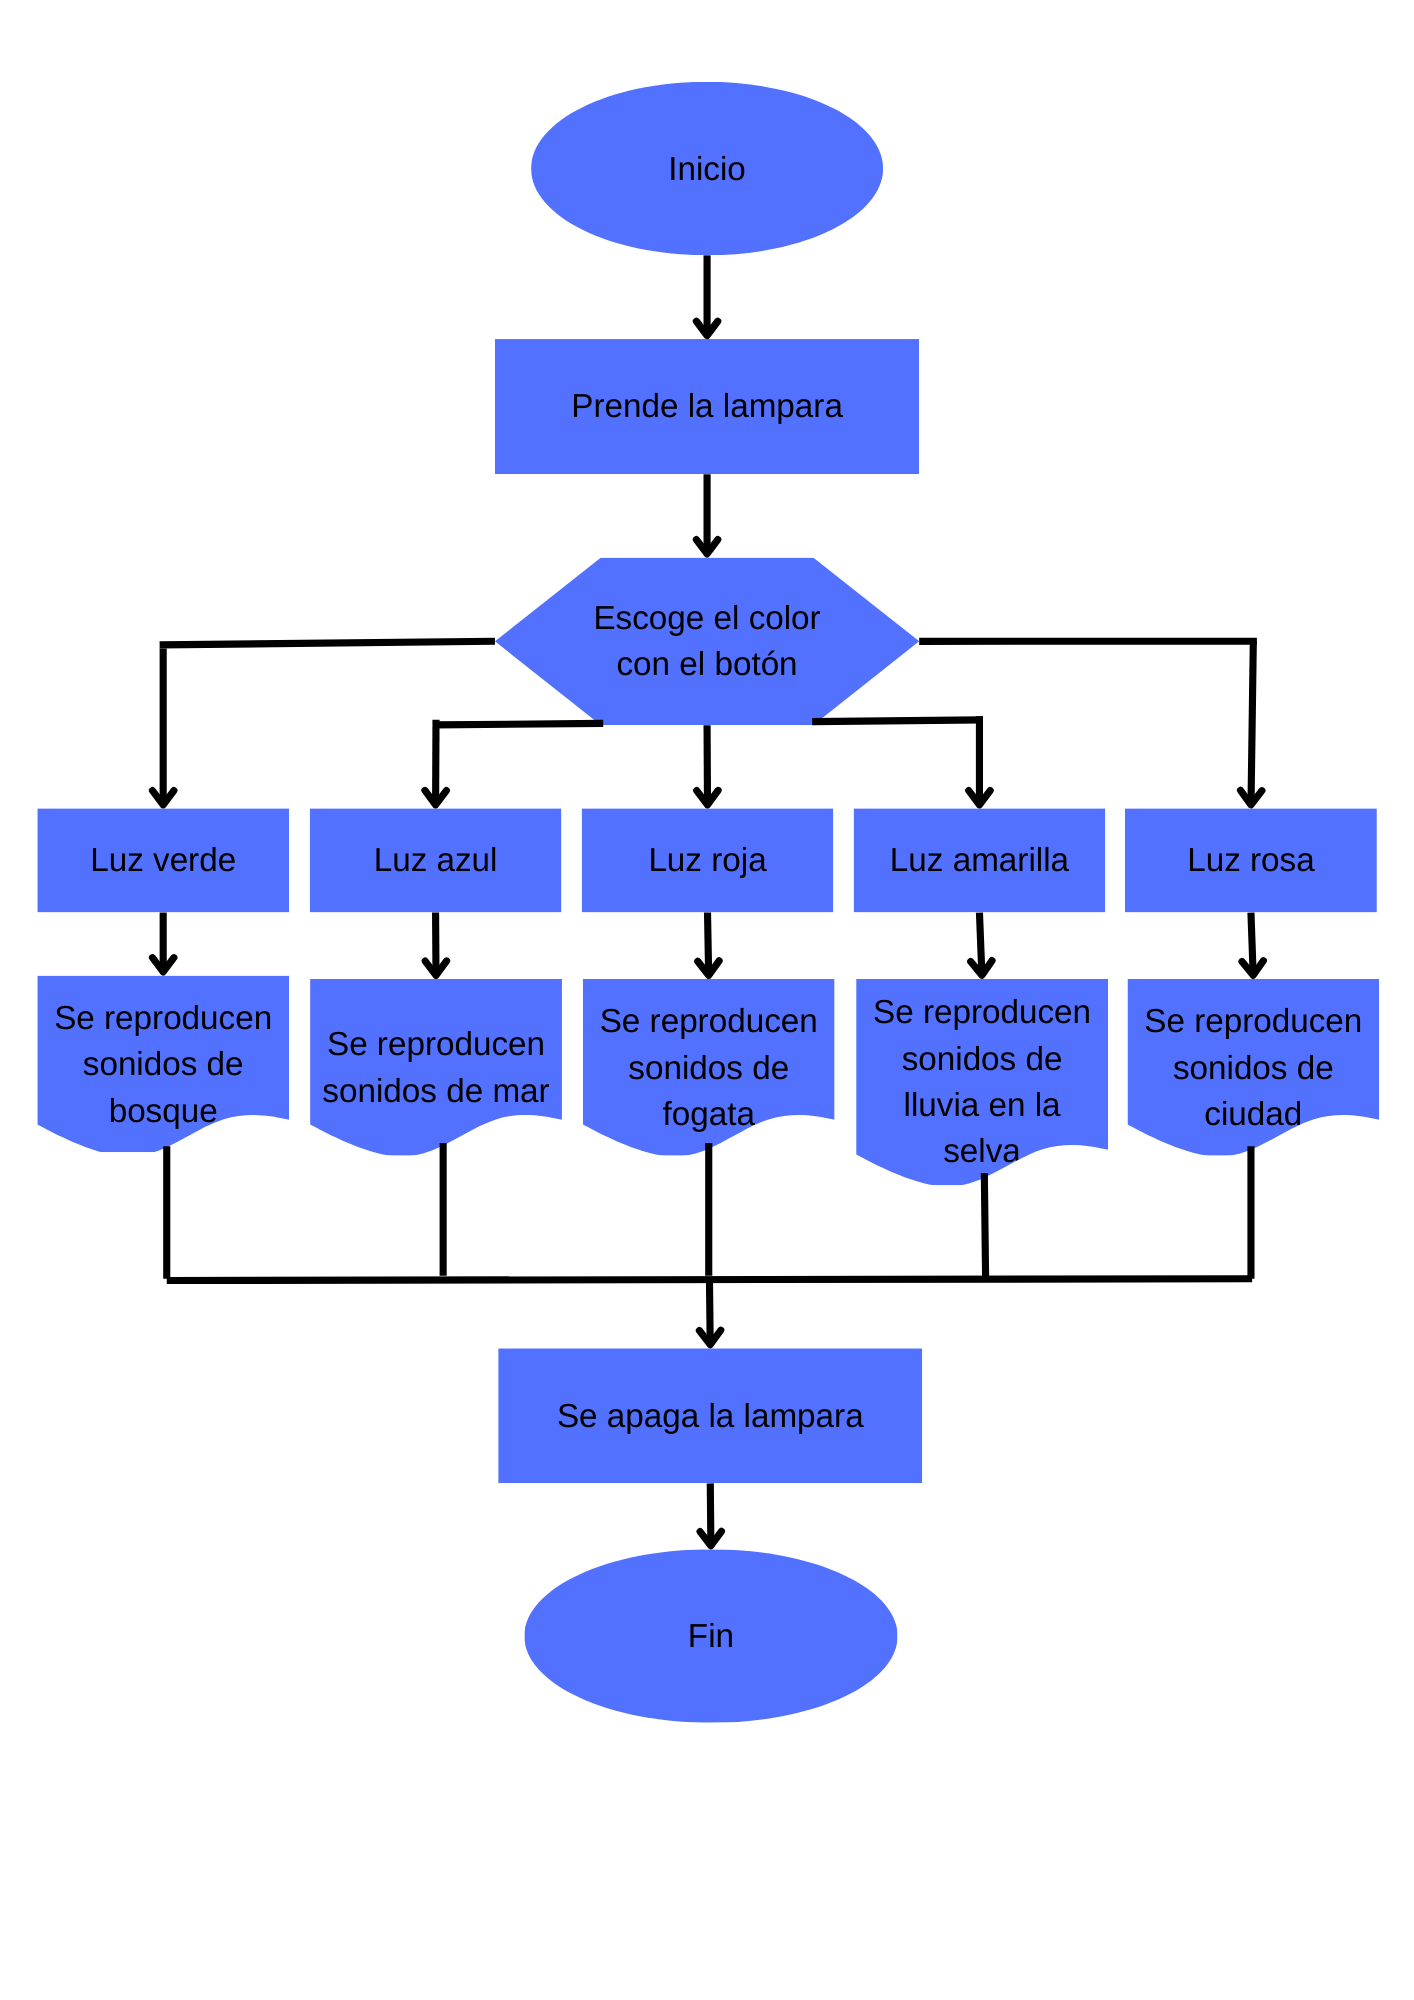 Inicio
Prende la lampara
Escoge el color
con el botón
Luz verde
Luz azul
Luz roja
Luz amarilla
Luz rosa
Se reproducen
sonidos de
bosque
Se reproducen
sonidos de mar
Se reproducen
sonidos de
fogata
Se reproducen
sonidos de
lluvia en la
selva
Se reproducen
sonidos de
ciudad
Se apaga la lampara
Fin